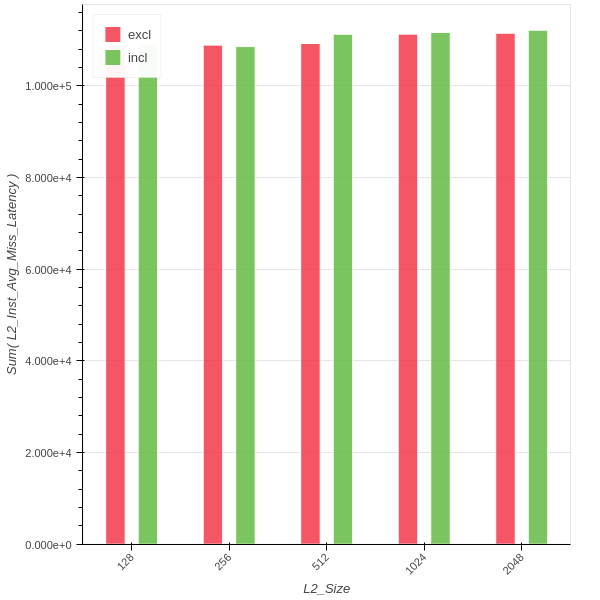 excl
incl
1.000e+5
8.000e+4
6.000e+4
4.000e+4
2.000e+4
0.000e+0
Sum( L2_Inst_Avg_Miss_Latency )
128
256
512
1024
2048
L2_Size